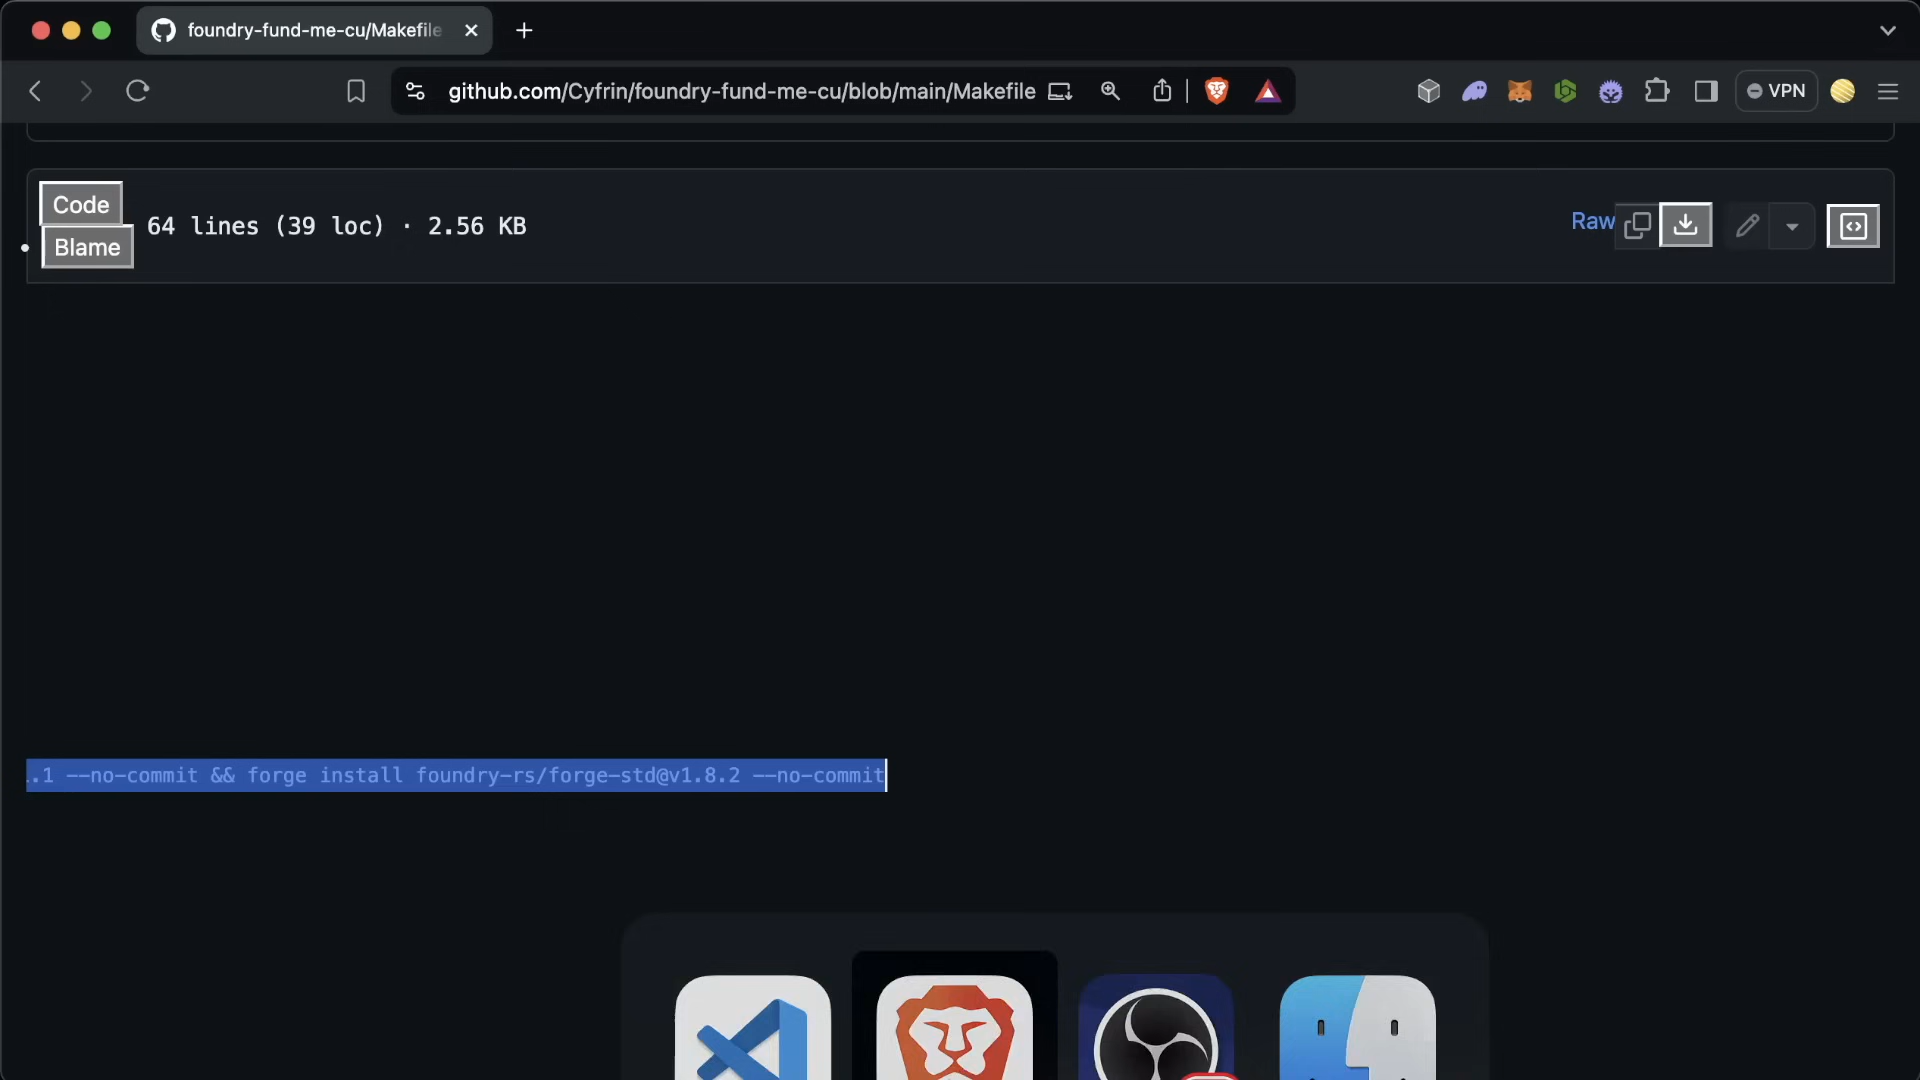 foundry-fund-me-cu/Makefile
github.com/Cyfrin/foundry-fund-me-cu/blob/main/Makefile
VPN
Code
Blame
64 lines (39 loc) · 2.56 KB
Raw
.1 --no-commit && forge install foundry-rs/forge-std@v1.8.2 --no-commit